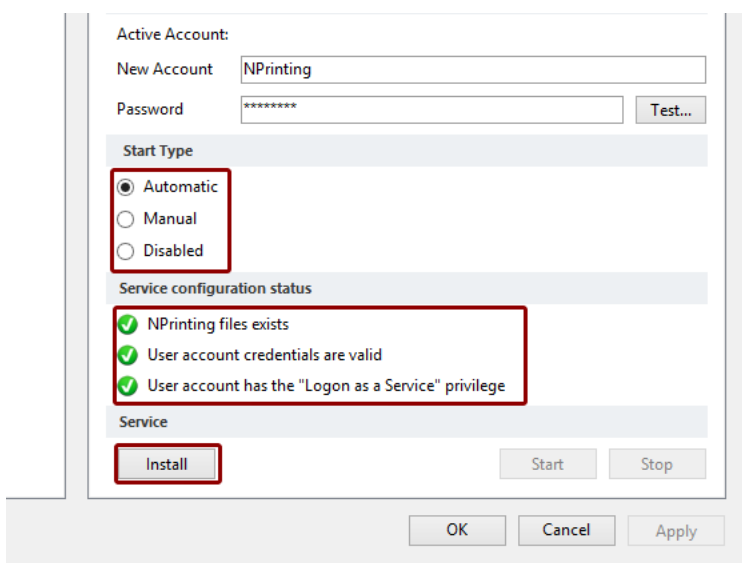 Active Account:
New Account NPrinting
Password ******** Test...
Start Type
Automatic
Manual
Disabled
Service configuration status
NPrinting files exists
User account credentials are valid
User account has the "Logon as a Service" privilege
Service
Install Start Stop
OK Cancel Apply